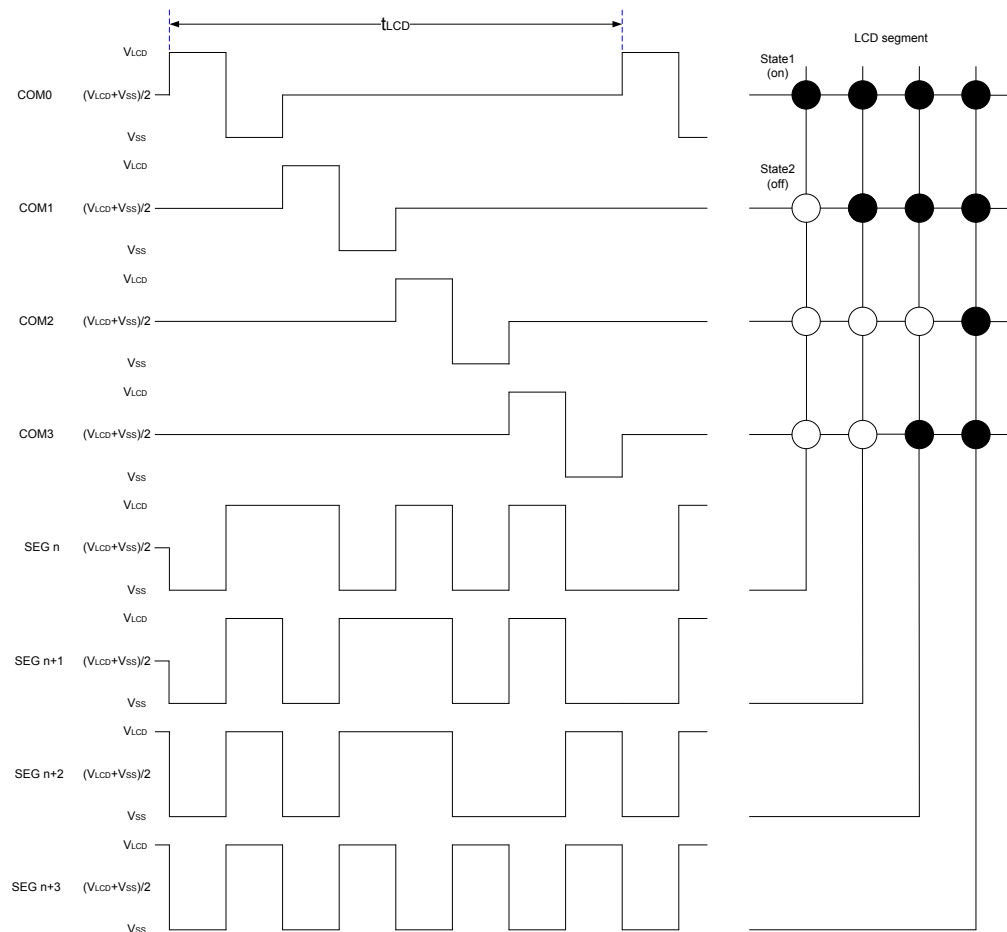 tLCD
LCD segment
VLCD
COM0 (VLCD+VSS)/2
VSS
State1
(on)
VLCD
COM1 (VLCD+VSS)/2
VSS
State2
(off)
VLCD
COM2 (VLCD+VSS)/2
VSS
VLCD
COM3 (VLCD+VSS)/2
VSS
VLCD
SEG n (VLCD+VSS)/2
VSS
VLCD
SEG n+1 (VLCD+VSS)/2
VSS
VLCD
SEG n+2 (VLCD+VSS)/2
VSS
VLCD
SEG n+3 (VLCD+VSS)/2
VSS